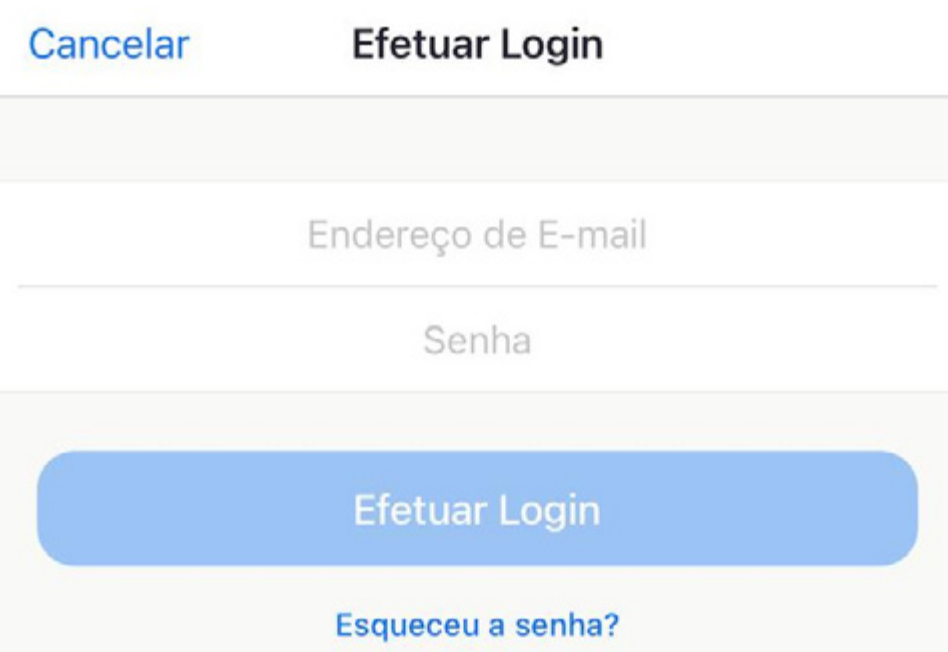 Cancelar Efetuar Login
Endereço de E-mail
Senha
Efetuar Login
Esqueceu a senha?